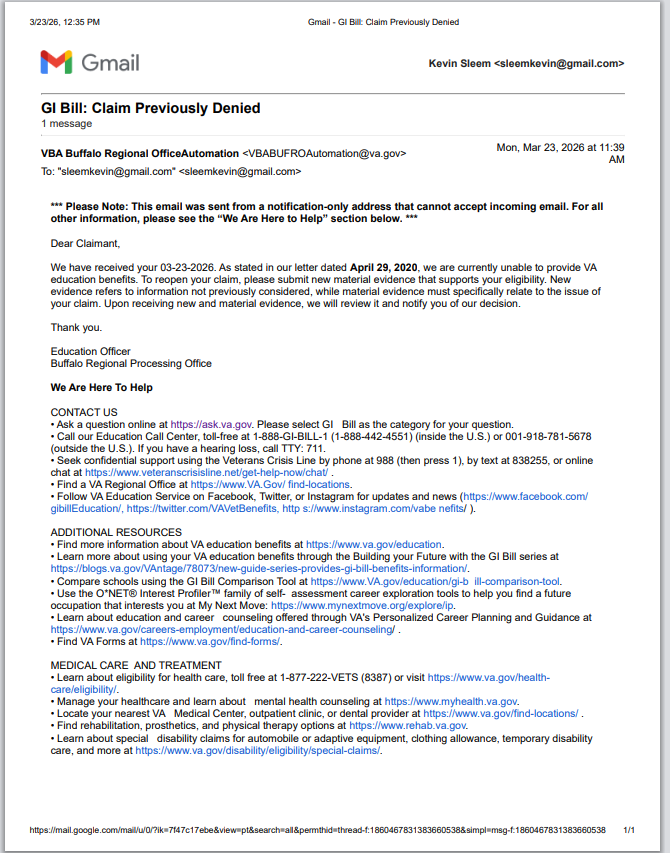 3/23/26, 12:35 PM
Gmail - GI Bill: Claim Previously Denied
Gmail
Kevin Sleem <sleemkevin@gmail.com>
GI Bill: Claim Previously Denied
1 message
VBA Buffalo Regional OfficeAutomation <VBABUFROAutomation@va.gov>
Mon, Mar 23, 2026 at 11:39
AM
To: "sleemkevin@gmail.com" <sleemkevin@gmail.com>
*** Please Note: This email was sent from a notification-only address that cannot accept incoming email. For all
other information, please see the “We Are Here to Help” section below. ***
Dear Claimant,
We have received your 03-23-2026. As stated in our letter dated April 29, 2020, we are currently unable to provide VA
education benefits. To reopen your claim, please submit new material evidence that supports your eligibility. New
evidence refers to information not previously considered, while material evidence must specifically relate to the issue of
your claim. Upon receiving new and material evidence, we will review it and notify you of our decision.
Thank you.
Education Officer
Buffalo Regional Processing Office
We Are Here To Help
CONTACT US
• Ask a question online at https://ask.va.gov. Please select GI   Bill as the category for your question.
• Call our Education Call Center, toll-free at 1-888-GI-BILL-1 (1-888-442-4551) (inside the U.S.) or 001-918-781-5678
(outside the U.S.). If you have a hearing loss, call TTY: 711.
• Seek confidential support using the Veterans Crisis Line by phone at 988 (then press 1), by text at 838255, or online
chat at https://www.veteranscrisisline.net/get-help-now/chat/ .
• Find a VA Regional Office at https://www.VA.Gov/ find-locations.
• Follow VA Education Service on Facebook, Twitter, or Instagram for updates and news (https://www.facebook.com/
gibillEducation/, https://twitter.com/VAVetBenefits, http s://www.instagram.com/vabe nefits/ ).
ADDITIONAL RESOURCES
• Find more information about VA education benefits at https://www.va.gov/education.
• Learn more about using your VA education benefits through the Building your Future with the GI Bill series at
https://blogs.va.gov/VAntage/78073/new-guide-series-provides-gi-bill-benefits-information/.
• Compare schools using the GI Bill Comparison Tool at https://www.VA.gov/education/gi-b  ill-comparison-tool.
• Use the O*NET® Interest Profiler™ family of self-  assessment career exploration tools to help you find a future
occupation that interests you at My Next Move: https://www.mynextmove.org/explore/ip.
• Learn about education and career   counseling offered through VA's Personalized Career Planning and Guidance at
https://www.va.gov/careers-employment/education-and-career-counseling/ .
• Find VA Forms at https://www.va.gov/find-forms/.
MEDICAL CARE  AND TREATMENT
• Learn about eligibility for health care, toll free at 1-877-222-VETS (8387) or visit https://www.va.gov/health-
care/eligibility/.
• Manage your healthcare and learn about   mental health counseling at https://www.myhealth.va.gov.
• Locate your nearest VA   Medical Center, outpatient clinic, or dental provider at https://www.va.gov/find-locations/ .
• Find rehabilitation, prosthetics, and physical therapy options at https://www.rehab.va.gov.
• Learn about special   disability claims for automobile or adaptive equipment, clothing allowance, temporary disability
care, and more at https://www.va.gov/disability/eligibility/special-claims/.
https://mail.google.com/mail/u/0/?ik=7f47c17ebe&view=pt&search=all&permthid=thread-f:1860467831383660538&simpl=msg-f:1860467831383660538
1/1